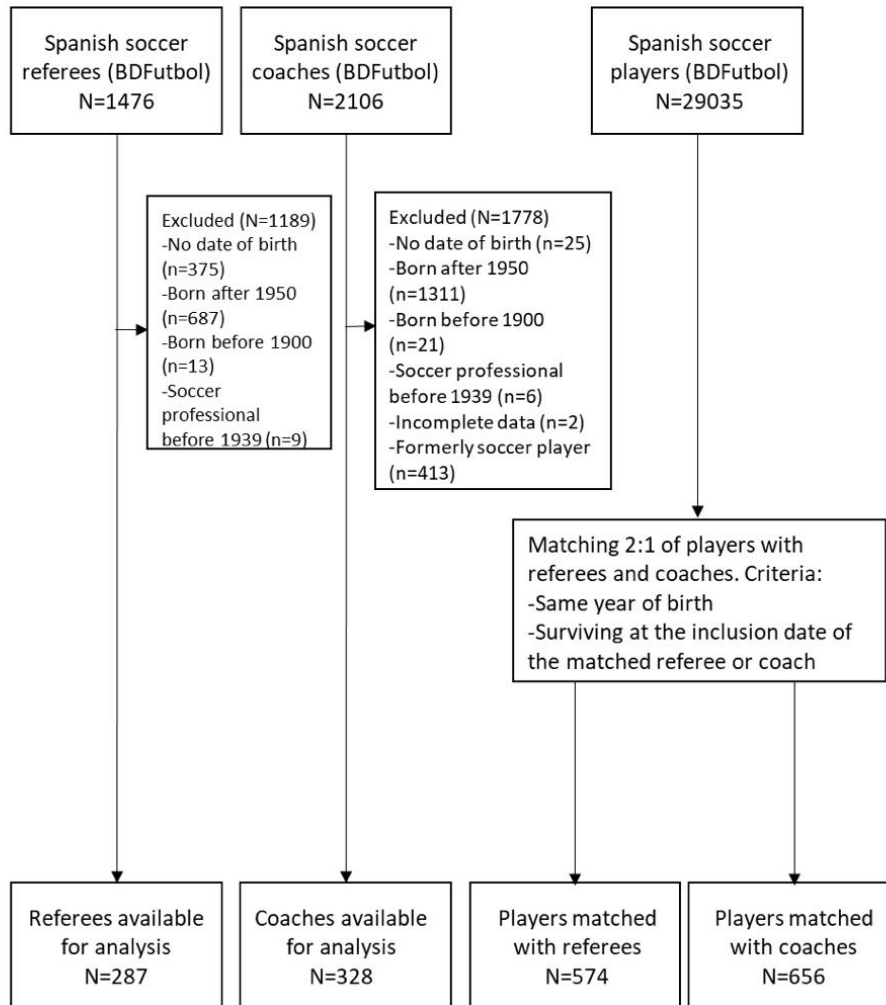 Spanish soccer
referees (BDFutbol)
N=1476
Spanish soccer
coaches (BDFutbol)
N=2106
Spanish soccer
players (BDFutbol)
N=29035
Excluded (N=1189)
-No date of birth
(n=375)
-Born after 1950
(n=687)
-Born before 1900
(n=13)
-Soccer
professional
before 1939 (n=9)
Excluded (N=1778)
-No date of birth (n=25)
-Born after 1950
(n=1311)
-Born before 1900
(n=21)
-Soccer professional
before 1939 (n=6)
-Incomplete data (n=2)
-Formerly soccer player
(n=413)
Matching 2:1 of players with
referees and coaches. Criteria:
-Same year of birth
-Surviving at the inclusion date of
the matched referee or coach
Referees available
for analysis
N=287
Coaches available
for analysis
N=328
Players matched
with referees
N=574
Players matched
with coaches
N=656